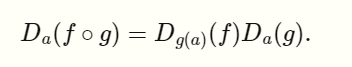 D_a(f ∘ g) = D_{g(a)}(f)D_a(g).